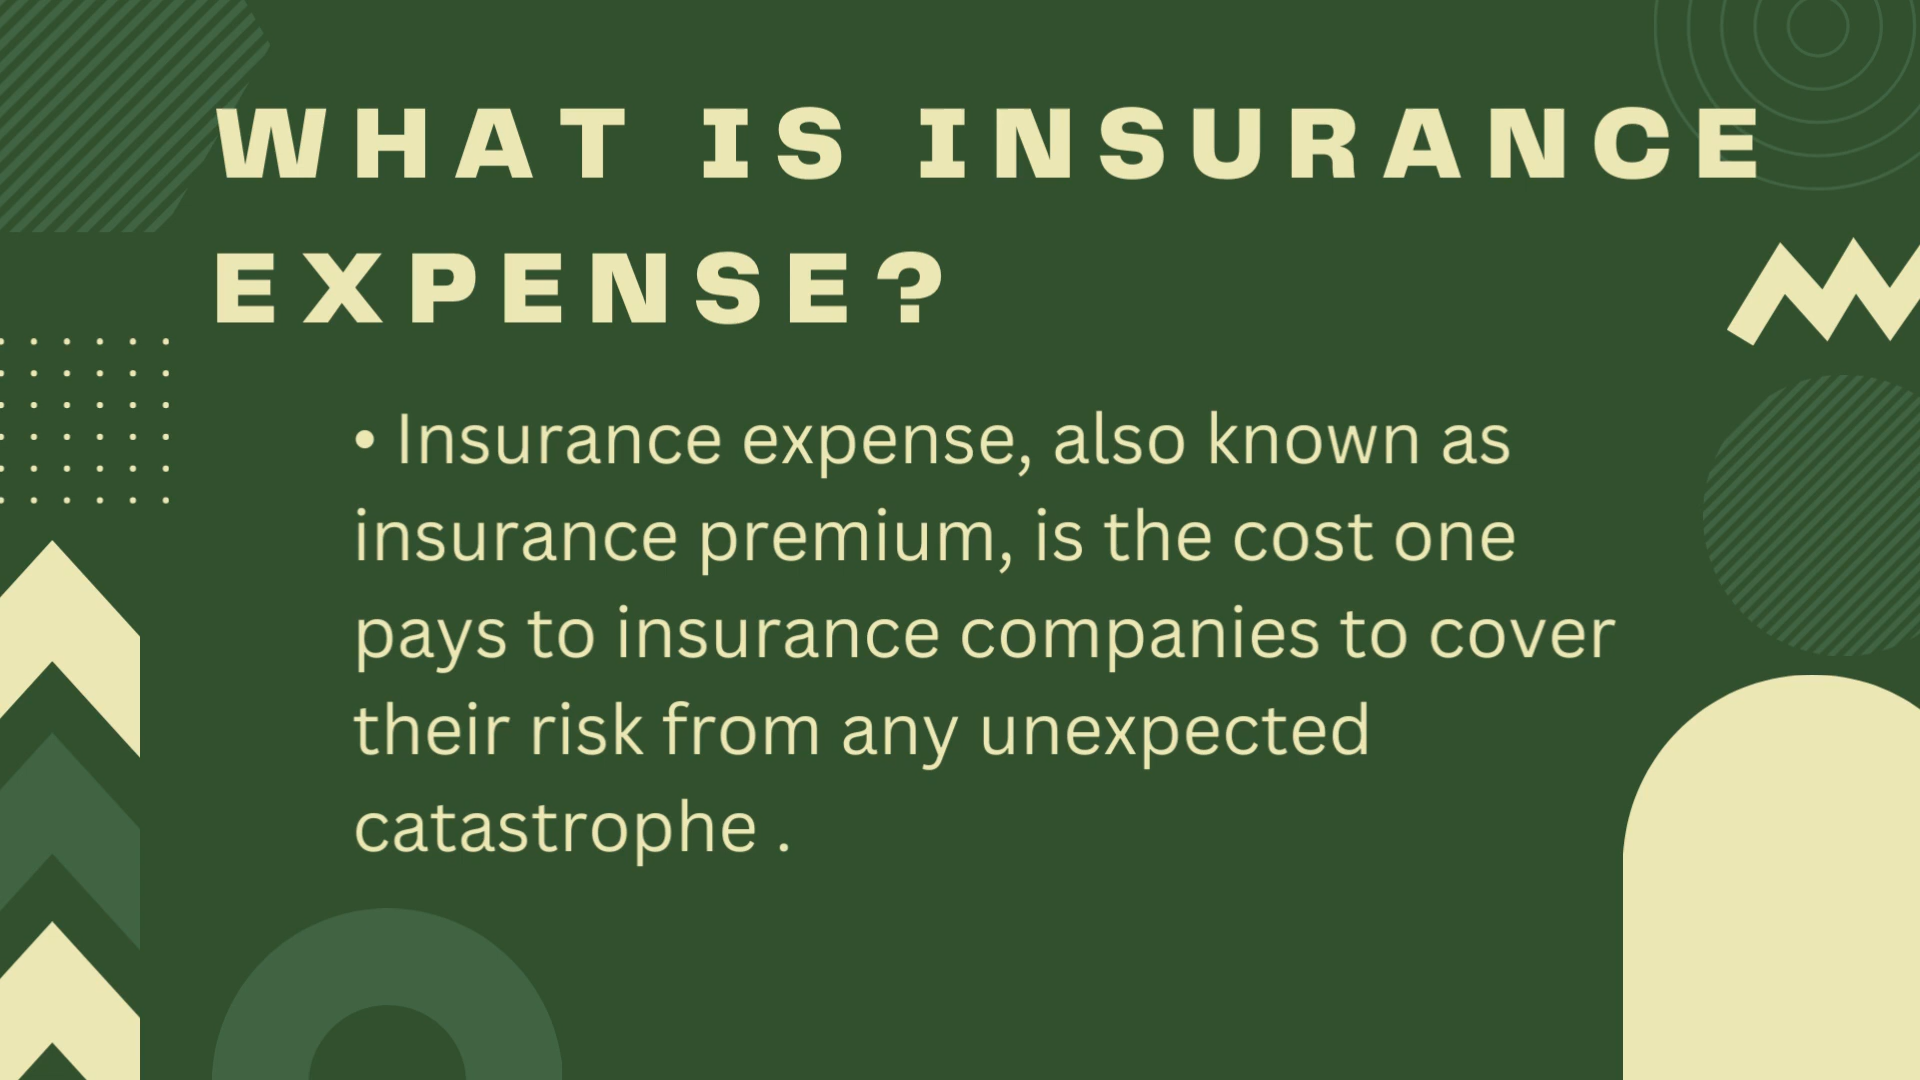 WHAT IS INSURANCE
EXPENSE?
• Insurance expense, also known as
insurance premium, is the cost one
pays to insurance companies to cover
their risk from any unexpected
catastrophe .